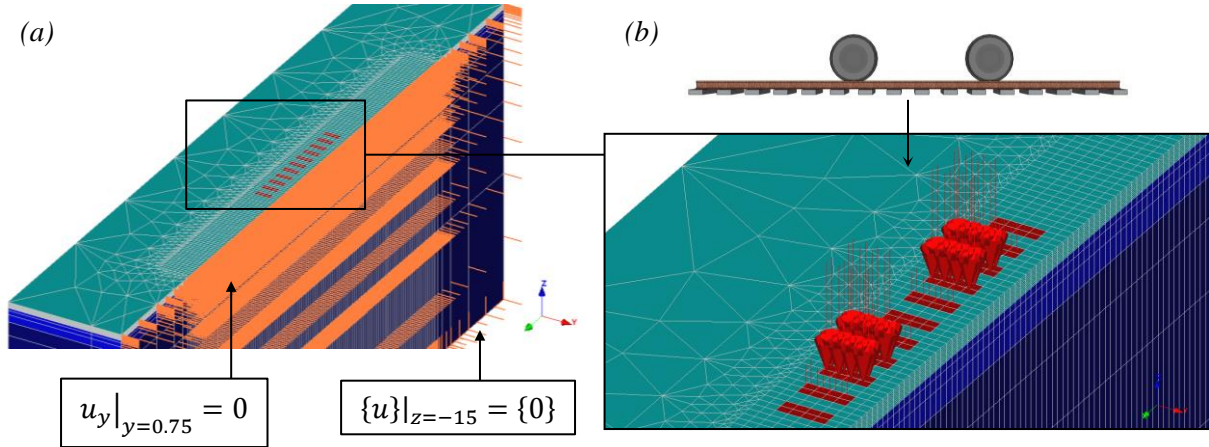 (a)
(b)
Z
Y
u_y|_{y=0.75} = 0
{u}|_{z=−15} = {0}